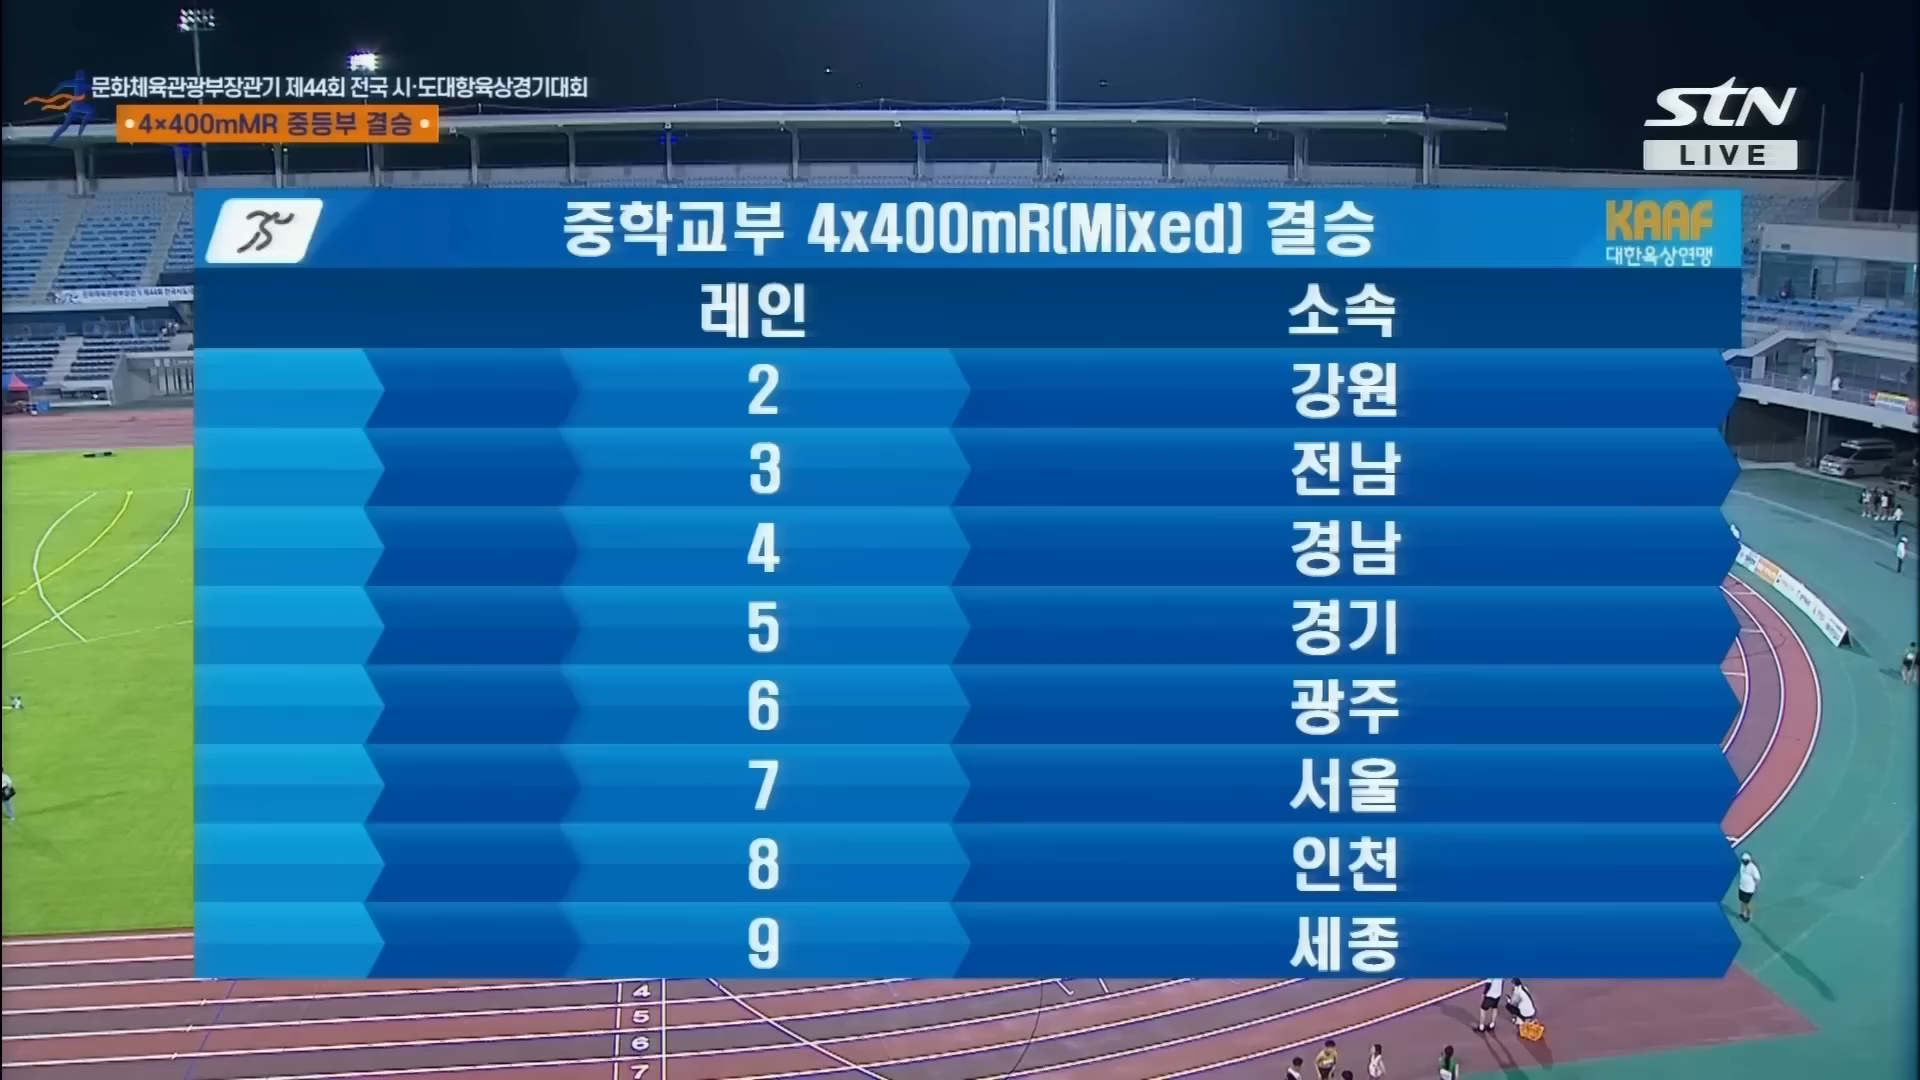 문화체육관광부장관기 제44회 전국 시·도대항육상경기대회
•4×400mMR 중등부 결승•
STN
LIVE
중학교부 4x400mR(Mixed) 결승
KAAF
대한육상연맹
레인 소속
2 강원
3 전남
4 경남
5 경기
6 광주
7 서울
8 인천
9 세종
4
5
6
7